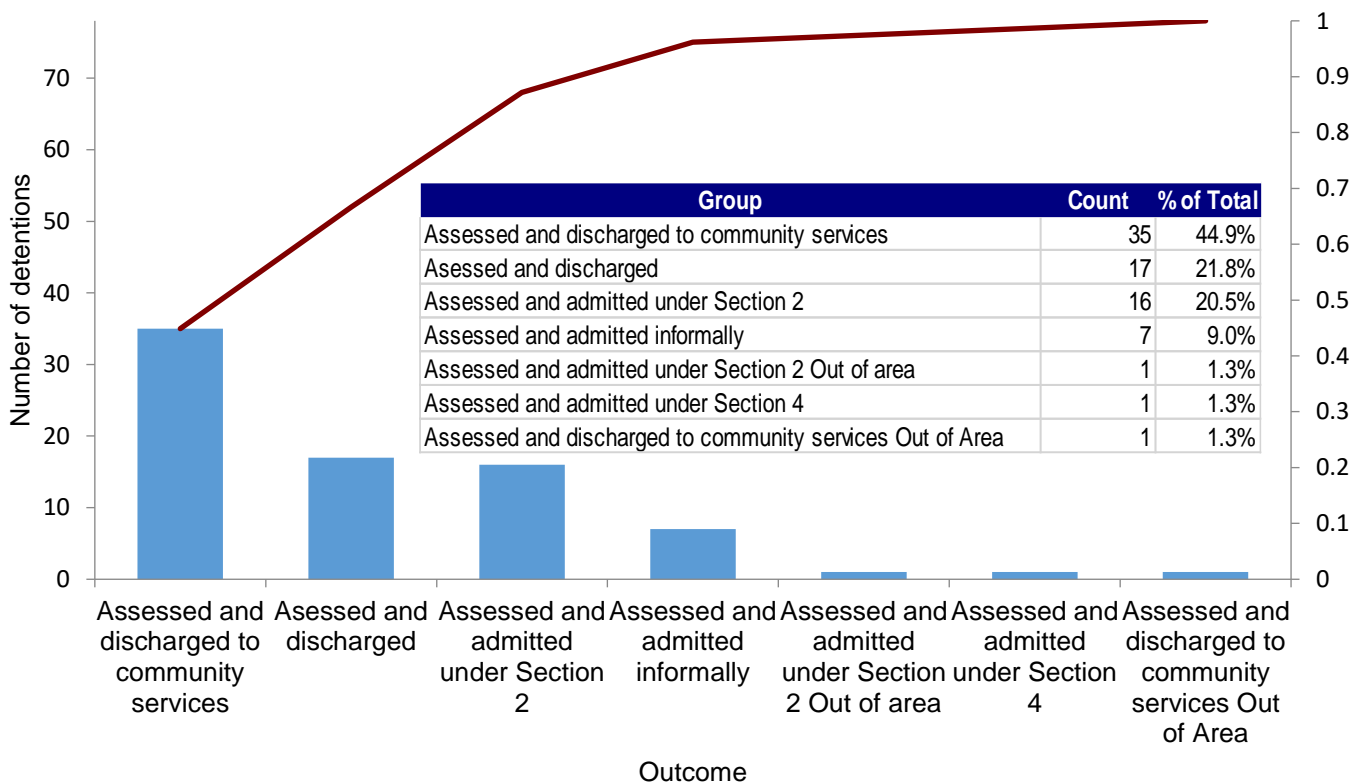 Number of detentions
70
60
50
40
30
20
10
0
1
0.9
0.8
0.7
0.6
0.5
0.4
0.3
0.2
0.1
0
Group Count % of Total
Assessed and discharged to community services 35 44.9%
Asessed and discharged 17 21.8%
Assessed and admitted under Section 2 16 20.5%
Assessed and admitted informally 7 9.0%
Assessed and admitted under Section 2 Out of area 1 1.3%
Assessed and admitted under Section 4 1 1.3%
Assessed and discharged to community services Out of Area 1 1.3%
Assessed and
discharged to
community
services
Asessed and
discharged
Assessed and
admitted
under Section
2
Assessed and
admitted
informally
Assessed and
admitted
under Section
2 Out of area
Assessed and
admitted
under Section
4
Assessed and
discharged to
community
services Out
of Area
Outcome